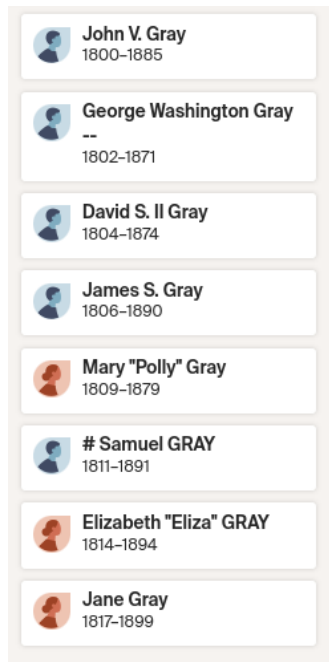 John V. Gray
1800–1885
George Washington Gray
--
1802–1871
David S. II Gray
1804–1874
James S. Gray
1806–1890
Mary "Polly" Gray
1809–1879
# Samuel GRAY
1811–1891
Elizabeth "Eliza" GRAY
1814–1894
Jane Gray
1817–1899